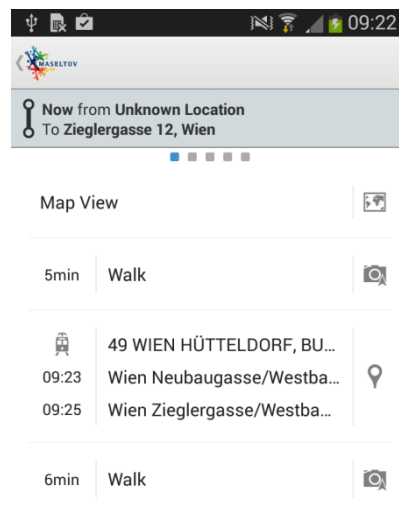 09:22
MASELTOV
Now from Unknown Location
To Zieglergasse 12, Wien
Map View
5min Walk
49 WIEN HÜTTELDORF, BU...
09:23 Wien Neubaugasse/Westba...
09:25 Wien Zieglergasse/Westba...
6min Walk